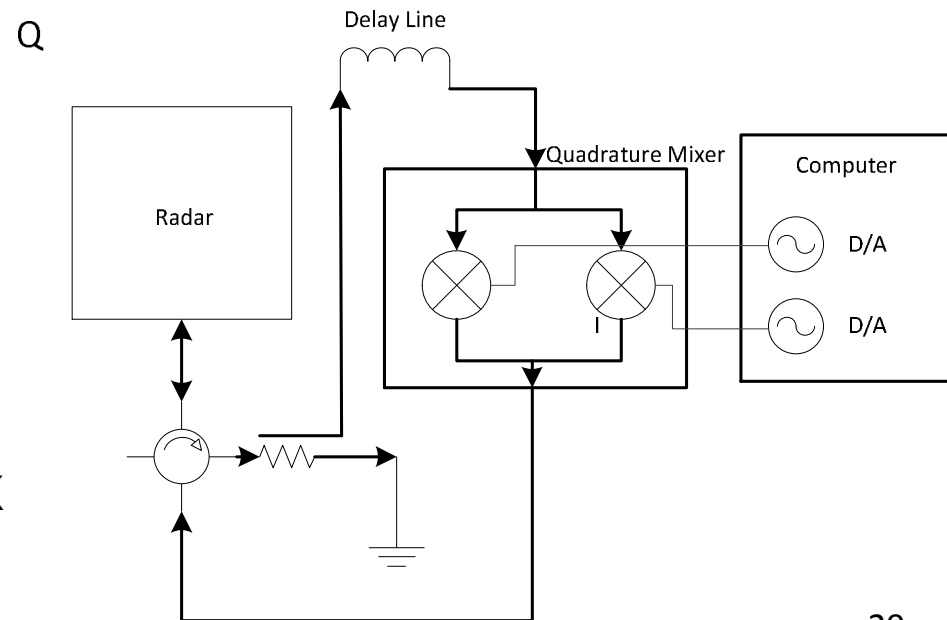 Delay Line
Q
Quadrature Mixer
Computer
Radar
D/A
I
D/A